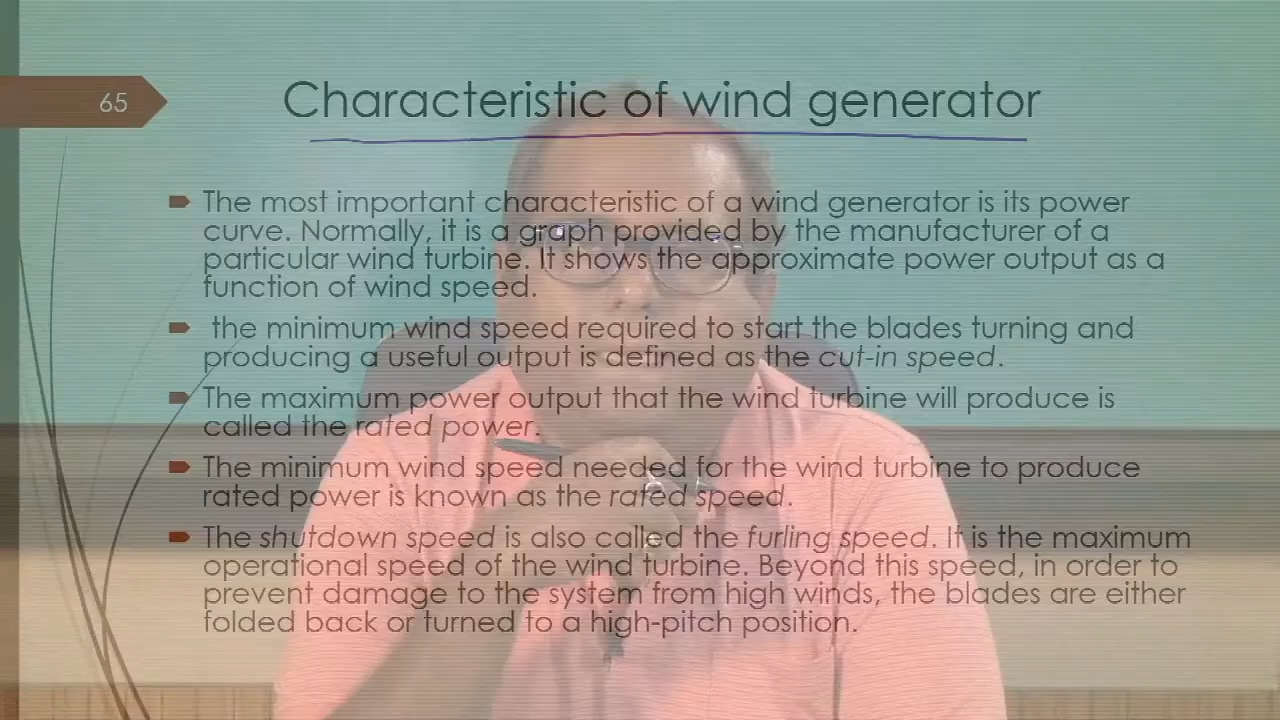 65
Characteristic of wind generator
The most important characteristic of a wind generator is its power
curve. Normally, it is a graph provided by the manufacturer of a
particular wind turbine. It shows the approximate power output as a
function of wind speed.
the minimum wind speed required to start the blades turning and
producing a useful output is defined as the cut-in speed.
The maximum power output that the wind turbine will produce is
called the rated power.
The minimum wind speed needed for the wind turbine to produce
rated power is known as the rated speed.
The shutdown speed is also called the furling speed. It is the maximum
operational speed of the wind turbine. Beyond this speed, in order to
prevent damage to the system from high winds, the blades are either
folded back or turned to a high-pitch position.